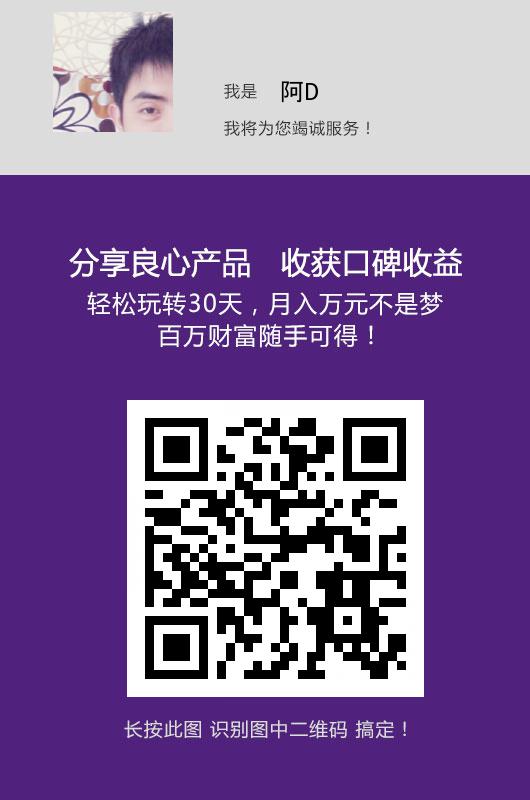 我是 阿D
我将为您竭诚服务！
分享良心产品 收获口碑收益
轻松玩转30天，月入万元不是梦
百万财富随手可得！
长按此图 识别图中二维码 搞定！